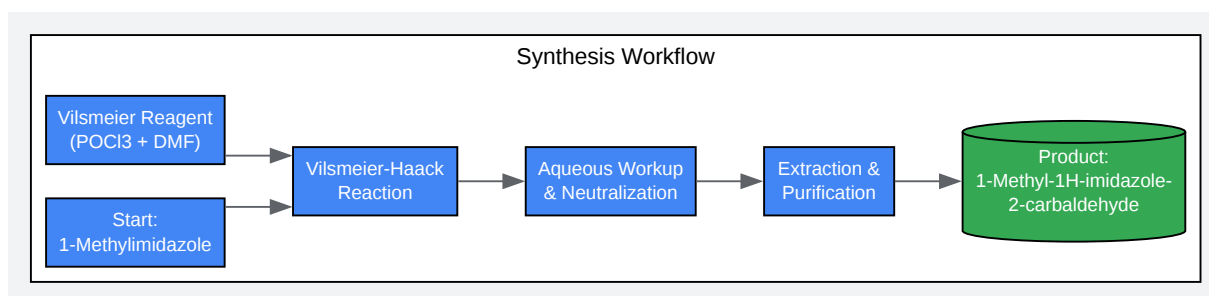 Synthesis Workflow
Vilsmeier Reagent
(POCl3 + DMF)
Start:
1-Methylimidazole
Vilsmeier-Haack
Reaction
Aqueous Workup
& Neutralization
Extraction &
Purification
Product:
1-Methyl-1H-imidazole-
2-carbaldehyde